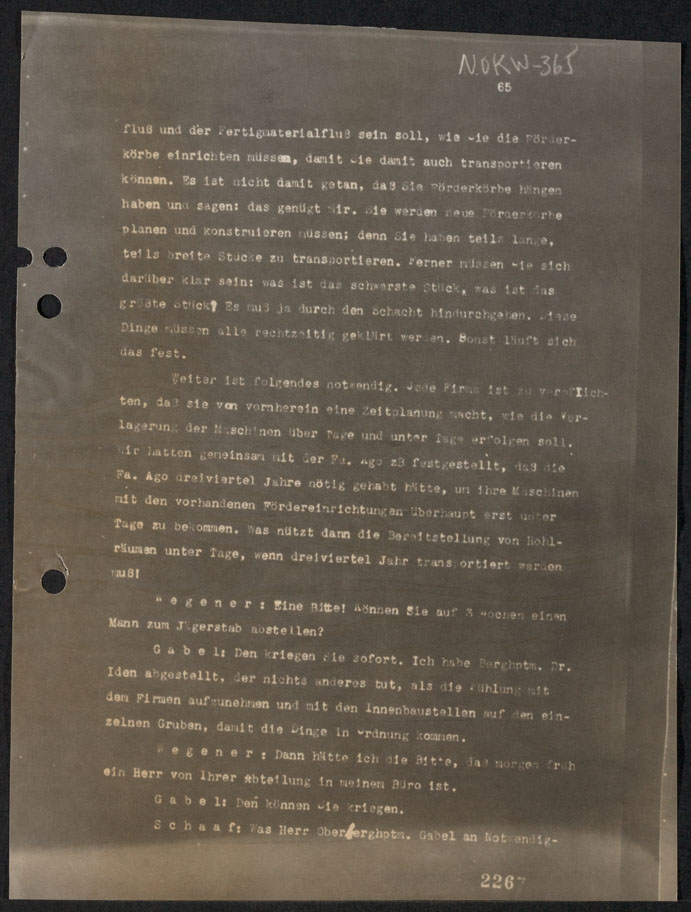 NOKW-365
65
fluß und der Fertigmaterialfluß sein soll, wie Sie die Förder-
körbe einrichten müssen, damit Sie damit auch transportieren
können. Es ist nicht damit getan, daß Sie Förderkörbe hängen
haben und sagen: das genügt mir. Sie werden neue Förderkörbe
planen und konstruieren müssen; denn Sie haben teils lange,
teils breite Stücke zu transportieren. Ferner müssen Sie sich
darüber klar sein: was ist das schwerste Stück, was ist das
größte Stück? Es muß ja durch den Schacht hindurchgehen. Diese
Dinge müssen alle rechtzeitig geklärt werden. Sonst läuft sich
das fest.
Weiter ist folgendes notwendig. Jede Firma ist zu verpflich-
ten, daß sie von vornherein eine Zeitplanung macht, wie die Ver-
lagerung der Maschinen über Tage und unter Tage erfolgen soll.
Wir hatten gemeinsam mit der Fa. Ago zB festgestellt, daß die
Fa. Ago dreiviertel Jahre nötig gehabt hätte, um ihre Maschinen
mit den vorhandenen Fördereinrichtungen überhaupt erst unter
Tage zu bekommen. Was nützt dann die Bereitstellung von Hohl-
räumen unter Tage, wenn dreiviertel Jahr transportiert werden
muß!
W e g e n e r : Eine Bitte! Können Sie auf 3 Wochen einen
Mann zum Jägerstab abstellen?
G a b e l: Den kriegen Sie sofort. Ich habe Berghptm. Dr.
Iden abgestellt, der nichts anderes tut, als die Fühlung mit
dem Firmen aufzunehmen und mit den Innenbaustellen auf den ein-
zelnen Gruben, damit die Dinge in Ordnung kommen.
W e g e n e r : Dann hätte ich die Bitte, daß morgen früh
ein Herr von Ihrer Abteilung in meinem Büro ist.
G a b e l: Den können Sie kriegen.
S c h a a f: Was Herr Oberberghptm. Gabel an Notwendig-
2267